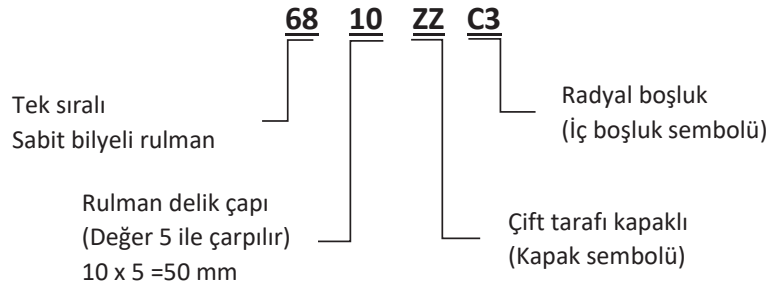 68 10 ZZ C3
Tek sıralı
Sabit bilyeli rulman
Radyal boşluk
(İç boşluk sembolü)
Rulman delik çapı
(Değer 5 ile çarpılır)
10 x 5 =50 mm
Çift tarafı kapaklı
(Kapak sembolü)